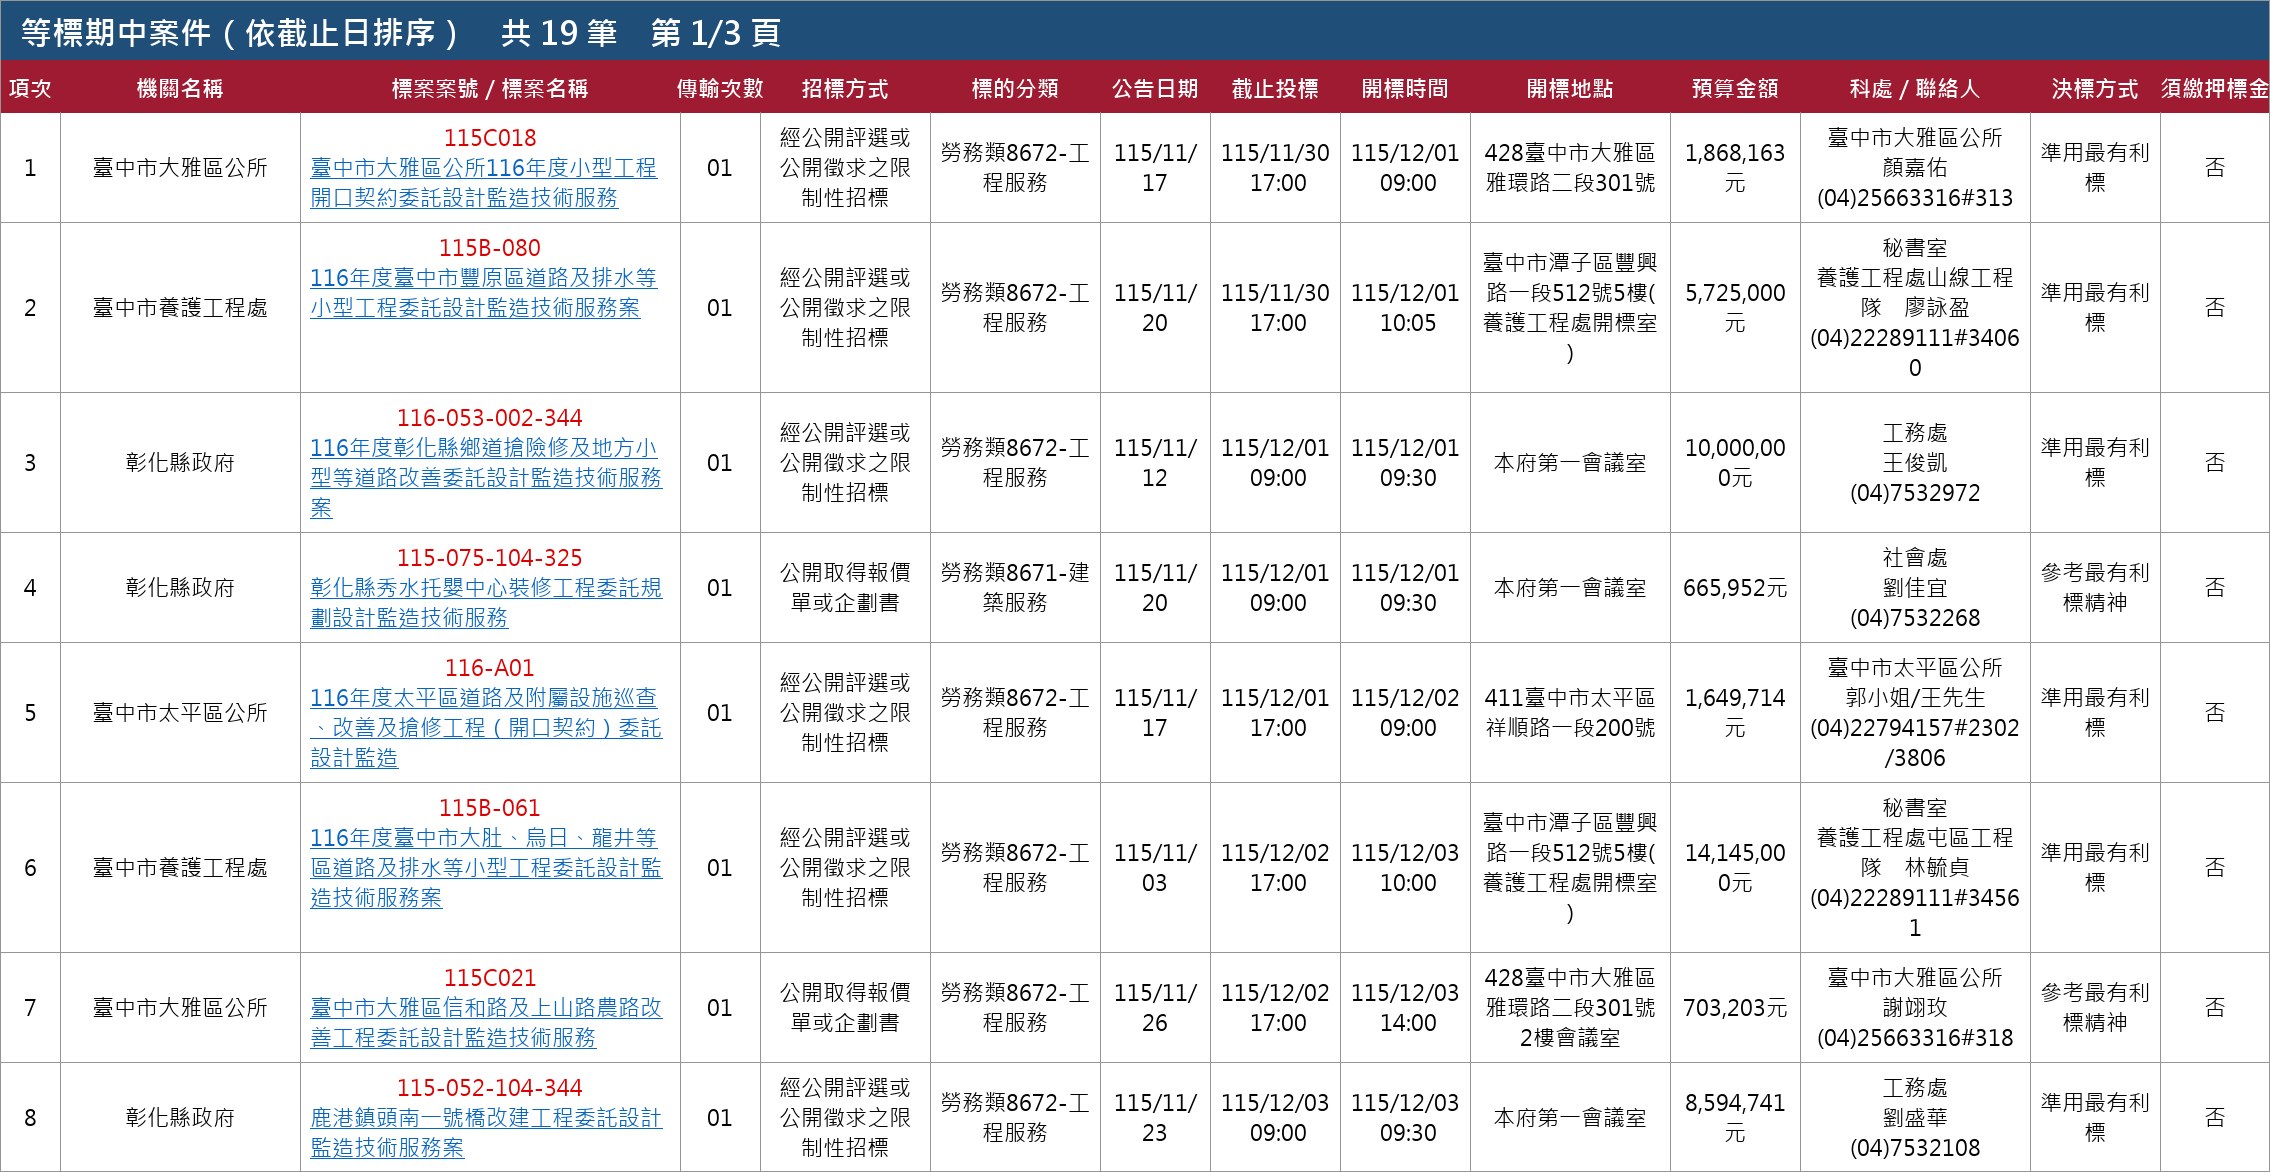 等標期中案件（依截止日排序）　共 19 筆　第 1/3 頁
項次 機關名稱 標案案號 / 標案名稱 傳輸次數 招標方式 標的分類 公告日期 截止投標 開標時間 開標地點 預算金額 科處 / 聯絡人 決標方式 須繳押標金
1
臺中市大雅區公所
115C018
臺中市大雅區公所116年度小型工程
開口契約委託設計監造技術服務
01
經公開評選或
公開徵求之限
制性招標
勞務類8672-工
程服務
115/11/
17
115/11/30
17:00
115/12/01
09:00
428臺中市大雅區
雅環路二段301號
1,868,163
元
臺中市大雅區公所
顏嘉佑
(04)25663316#313
準用最有利
標
否
2
臺中市養護工程處
115B-080
116年度臺中市豐原區道路及排水等
小型工程委託設計監造技術服務案
01
經公開評選或
公開徵求之限
制性招標
勞務類8672-工
程服務
115/11/
20
115/11/30
17:00
115/12/01
10:05
臺中市潭子區豐興
路一段512號5樓(
養護工程處開標室
)
5,725,000
元
秘書室
養護工程處山線工程
隊　廖詠盈
(04)22289111#3406
0
準用最有利
標
否
3
彰化縣政府
116-053-002-344
116年度彰化縣鄉道搶險修及地方小
型等道路改善委託設計監造技術服務
案
01
經公開評選或
公開徵求之限
制性招標
勞務類8672-工
程服務
115/11/
12
115/12/01
09:00
115/12/01
09:30
本府第一會議室
10,000,00
0元
工務處
王俊凱
(04)7532972
準用最有利
標
否
4
彰化縣政府
115-075-104-325
彰化縣秀水托嬰中心裝修工程委託規
劃設計監造技術服務
01
公開取得報價
單或企劃書
勞務類8671-建
築服務
115/11/
20
115/12/01
09:00
115/12/01
09:30
本府第一會議室
665,952元
社會處
劉佳宜
(04)7532268
參考最有利
標精神
否
5
臺中市太平區公所
116-A01
116年度太平區道路及附屬設施巡查
、改善及搶修工程（開口契約）委託
設計監造
01
經公開評選或
公開徵求之限
制性招標
勞務類8672-工
程服務
115/11/
17
115/12/01
17:00
115/12/02
09:00
411臺中市太平區
祥順路一段200號
1,649,714
元
臺中市太平區公所
郭小姐/王先生
(04)22794157#2302
/3806
準用最有利
標
否
6
臺中市養護工程處
115B-061
116年度臺中市大肚、烏日、龍井等
區道路及排水等小型工程委託設計監
造技術服務案
01
經公開評選或
公開徵求之限
制性招標
勞務類8672-工
程服務
115/11/
03
115/12/02
17:00
115/12/03
10:00
臺中市潭子區豐興
路一段512號5樓(
養護工程處開標室
)
14,145,00
0元
秘書室
養護工程處屯區工程
隊　林毓貞
(04)22289111#3456
1
準用最有利
標
否
7
臺中市大雅區公所
115C021
臺中市大雅區信和路及上山路農路改
善工程委託設計監造技術服務
01
公開取得報價
單或企劃書
勞務類8672-工
程服務
115/11/
26
115/12/02
17:00
115/12/03
14:00
428臺中市大雅區
雅環路二段301號
2樓會議室
703,203元
臺中市大雅區公所
謝翊玫
(04)25663316#318
參考最有利
標精神
否
8
彰化縣政府
115-052-104-344
鹿港鎮頭南一號橋改建工程委託設計
監造技術服務案
01
經公開評選或
公開徵求之限
制性招標
勞務類8672-工
程服務
115/11/
23
115/12/03
09:00
115/12/03
09:30
本府第一會議室
8,594,741
元
工務處
劉盛華
(04)7532108
準用最有利
標
否